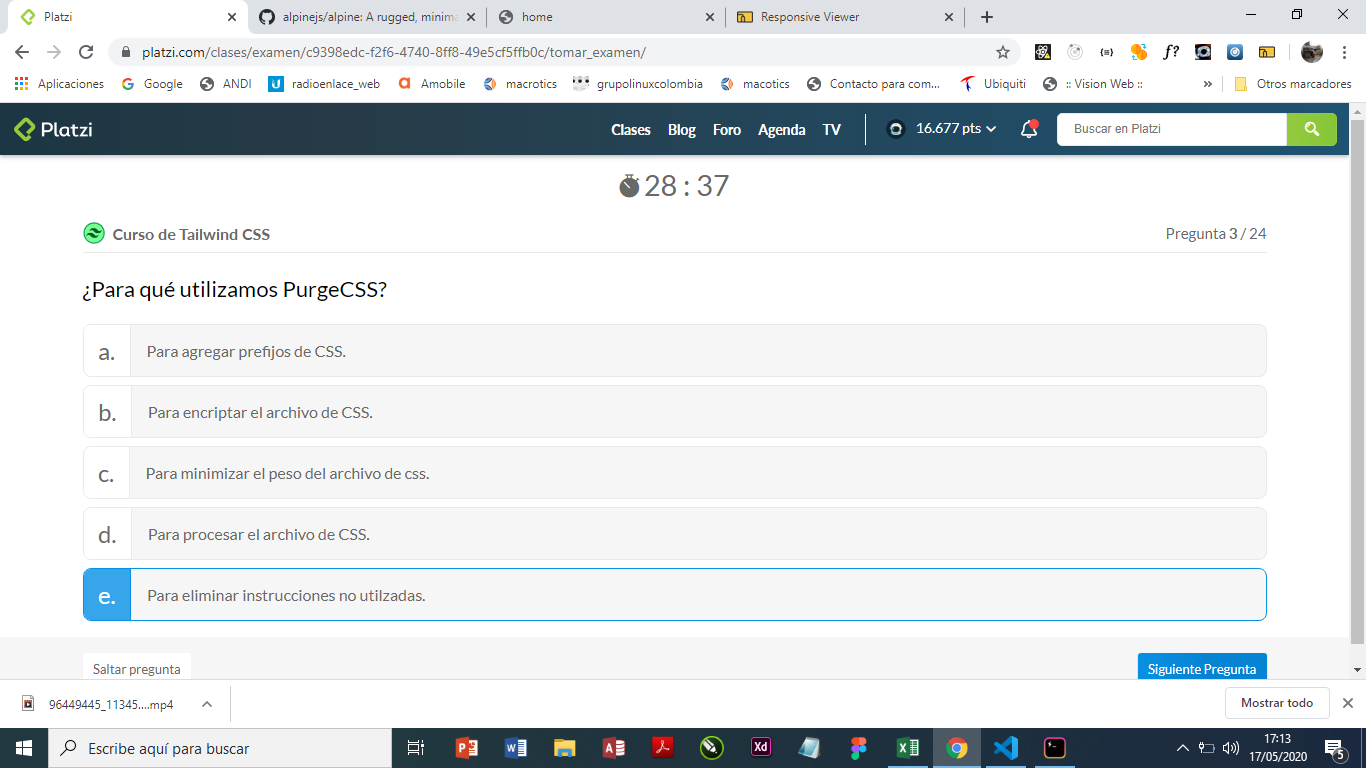 Platzi
alpinejs/alpine: A rugged, minima
home
Responsive Viewer
platzi.com/clases/examen/c9398edc-f2f6-4740-8ff8-49e5cf5ffb0c/tomar_examen/
Aplicaciones Google ANDI radioenlace_web Amobile macrotics grupolinuxcolombia macotics Contacto para com... Ubiquiti :: Vision Web :: » Otros marcadores
Platzi Clases Blog Foro Agenda TV 16.677 pts Buscar en Platzi
28 : 37
Curso de Tailwind CSS Pregunta 3 / 24
¿Para qué utilizamos PurgeCSS?
a. Para agregar prefijos de CSS.
b. Para encriptar el archivo de CSS.
c. Para minimizar el peso del archivo de css.
d. Para procesar el archivo de CSS.
e. Para eliminar instrucciones no utilzadas.
Saltar pregunta Siguiente Pregunta
96449445_11345....mp4 Mostrar todo
Escribe aquí para buscar
17:13
17/05/2020
5